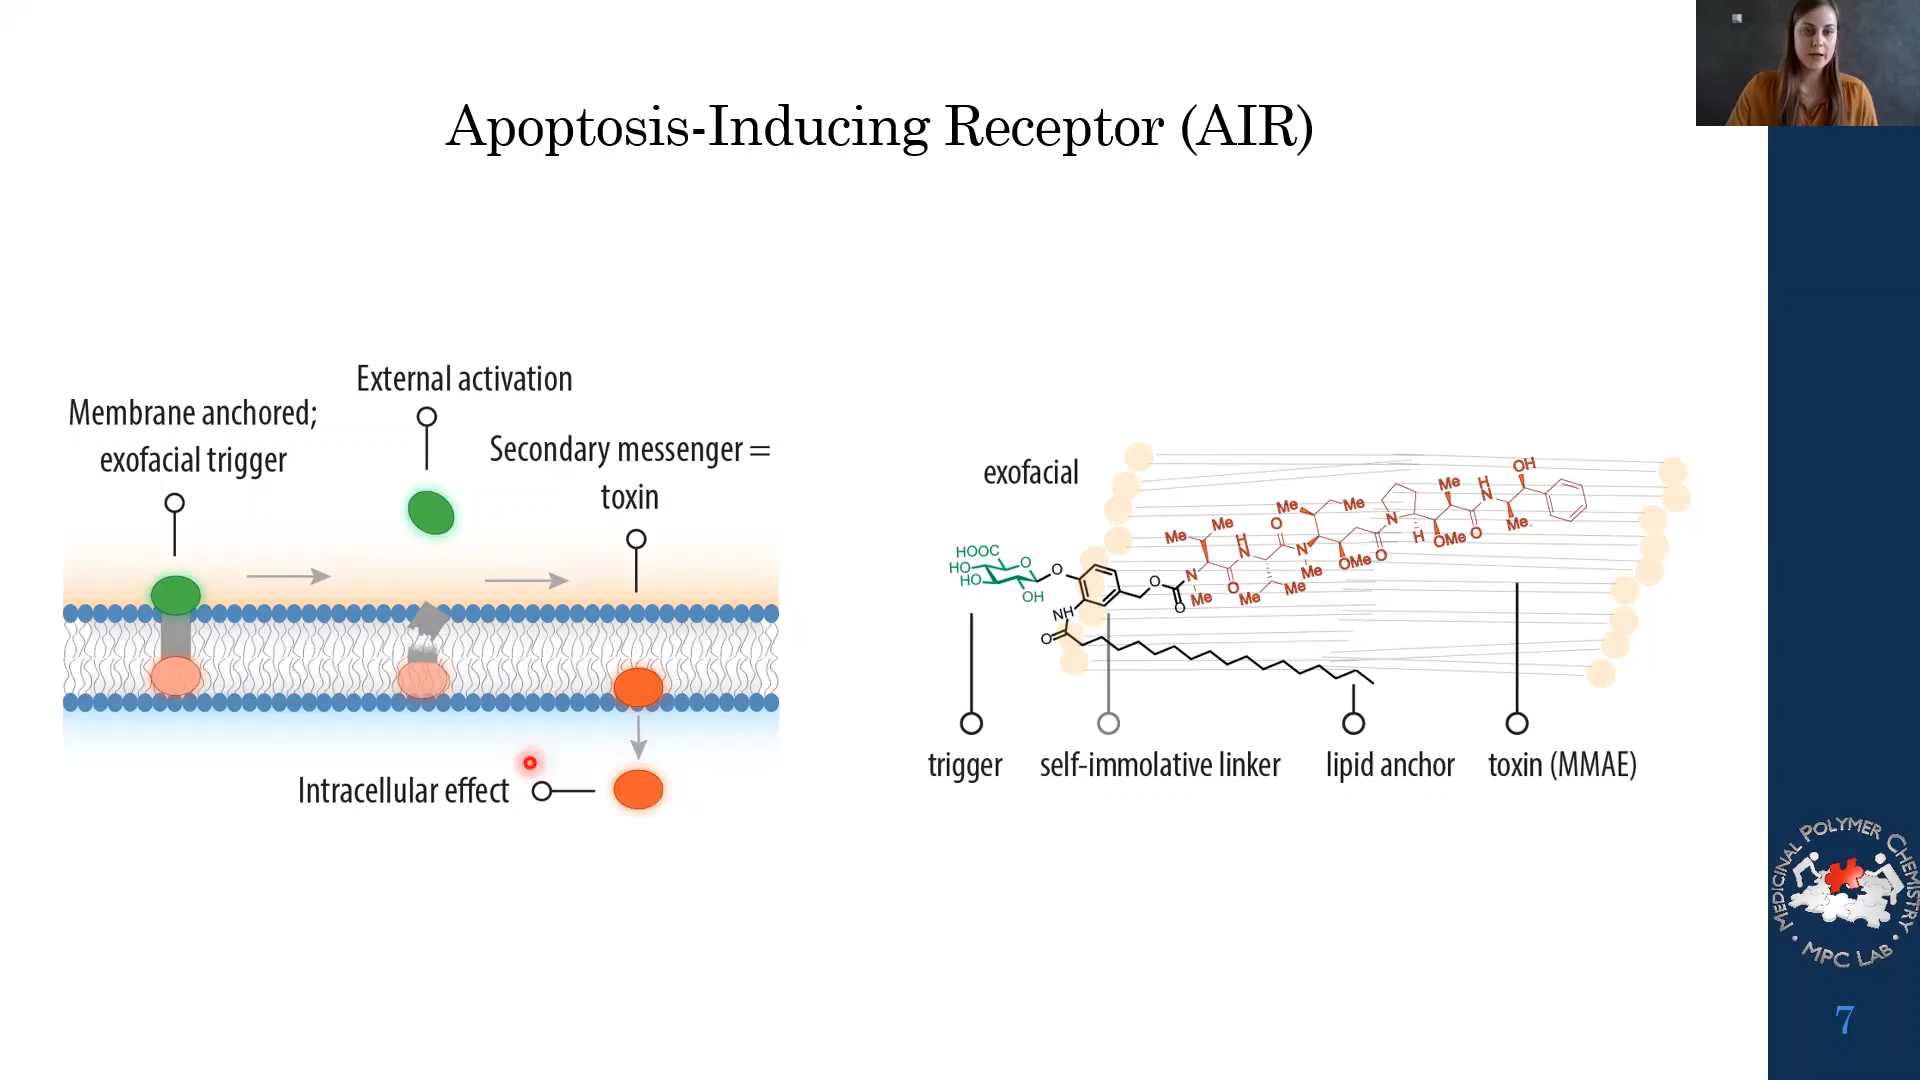 Apoptosis-Inducing Receptor (AIR)
External activation
Membrane anchored;
exofacial trigger
Secondary messenger =
toxin
Intracellular effect
exofacial
HOOC
HO
HO
O
OH
O
NH
O
O
O
N
Me
Me
Me
O
H
N
O
Me
Me
N
Me
Me
Me
OMe
O
N
H
OMe
Me
O
H
N
Me
OH
trigger
self-immolative linker
lipid anchor
toxin (MMAE)
MEDICINAL POLYMER CHEMISTRY
• MPC LAB •
7